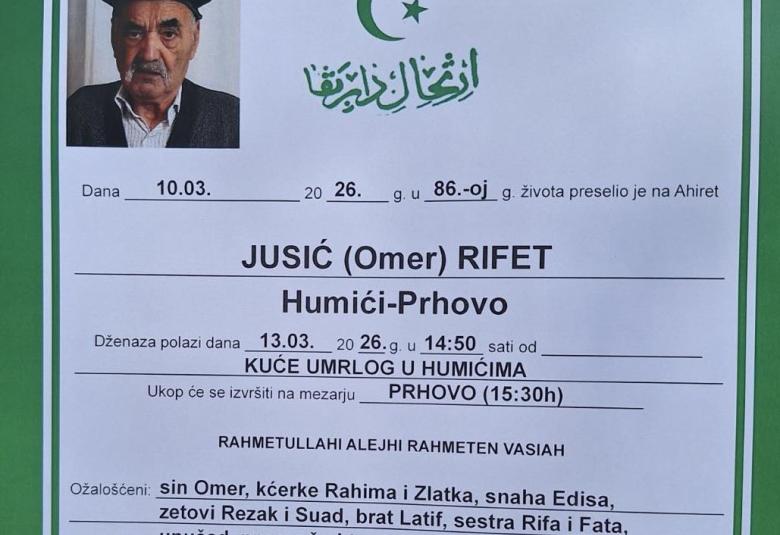 Dana 10.03. 20 26. g. u 86.-oj g. života preselio je na Ahiret
JUSIĆ (Omer) RIFET
Humići-Prhovo
Dženaza polazi dana 13.03. 20 26. g. u 14:50 sati od
KUĆE UMRLOG U HUMIĆIMA
Ukop će se izvršiti na mezarju PRHOVO (15:30h)
RAHMETULLAHI ALEJHI RAHMETEN VASIAH
Ožalošćeni: sin Omer, kćerke Rahima i Zlatka, snaha Edisa,
zetovi Rezak i Suad, brat Latif, sestra Rifa i Fata,